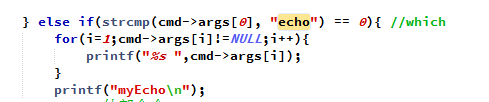 } else if(strcmp(cmd->args[0], "echo") == 0){ //which
for(i=1;cmd->args[i]!=NULL;i++){
printf("%s ",cmd->args[i]);
}
printf("myEcho\n");